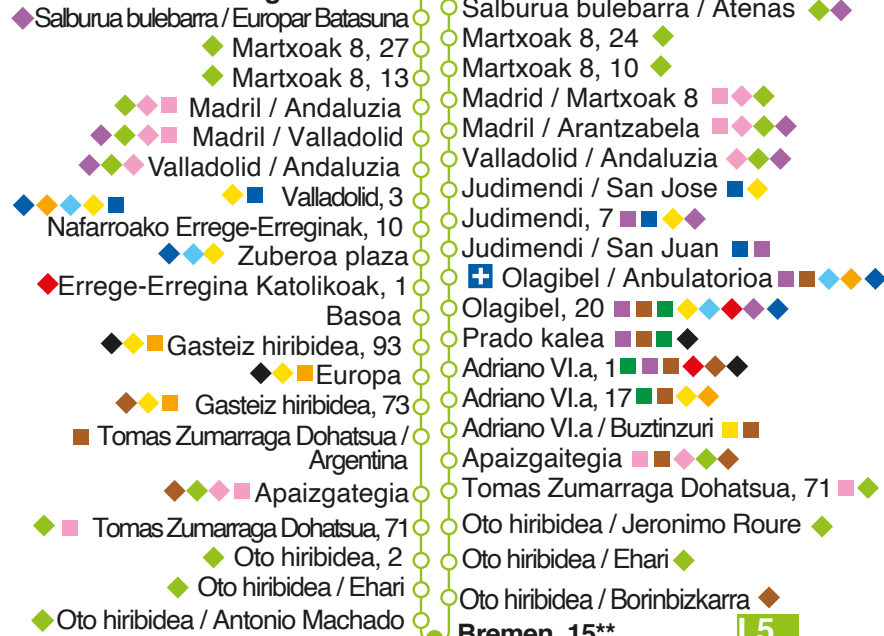 Salburua bulebarra / Europar Batasuna
Martxoak 8, 27
Martxoak 8, 13
Madril / Andaluzia
Madril / Valladolid
Valladolid / Andaluzia
Valladolid, 3
Nafarroako Errege-Erreginak, 10
Zuberoa plaza
Errege-Erregina Katolikoak, 1
Basoa
Gasteiz hiribidea, 93
Europa
Gasteiz hiribidea, 73
Tomas Zumarraga Dohatsua /
Argentina
Apaizgategia
Tomas Zumarraga Dohatsua, 71
Oto hiribidea, 2
Oto hiribidea / Ehari
Oto hiribidea / Antonio Machado
Salburua bulebarra / Atenas
Martxoak 8, 24
Martxoak 8, 10
Madrid / Martxoak 8
Madril / Arantzabela
Valladolid / Andaluzia
Judimendi / San Jose
Judimendi, 7
Judimendi / San Juan
Olagibel / Anbulatorioa
Olagibel, 20
Prado kalea
Adriano VI.a, 1
Adriano VI.a, 17
Adriano VI.a / Buztinzuri
Apaizgaitegia
Tomas Zumarraga Dohatsua, 71
Oto hiribidea / Jeronimo Roure
Oto hiribidea / Ehari
Oto hiribidea / Borinbizkarra
Bremen, 15**
L5